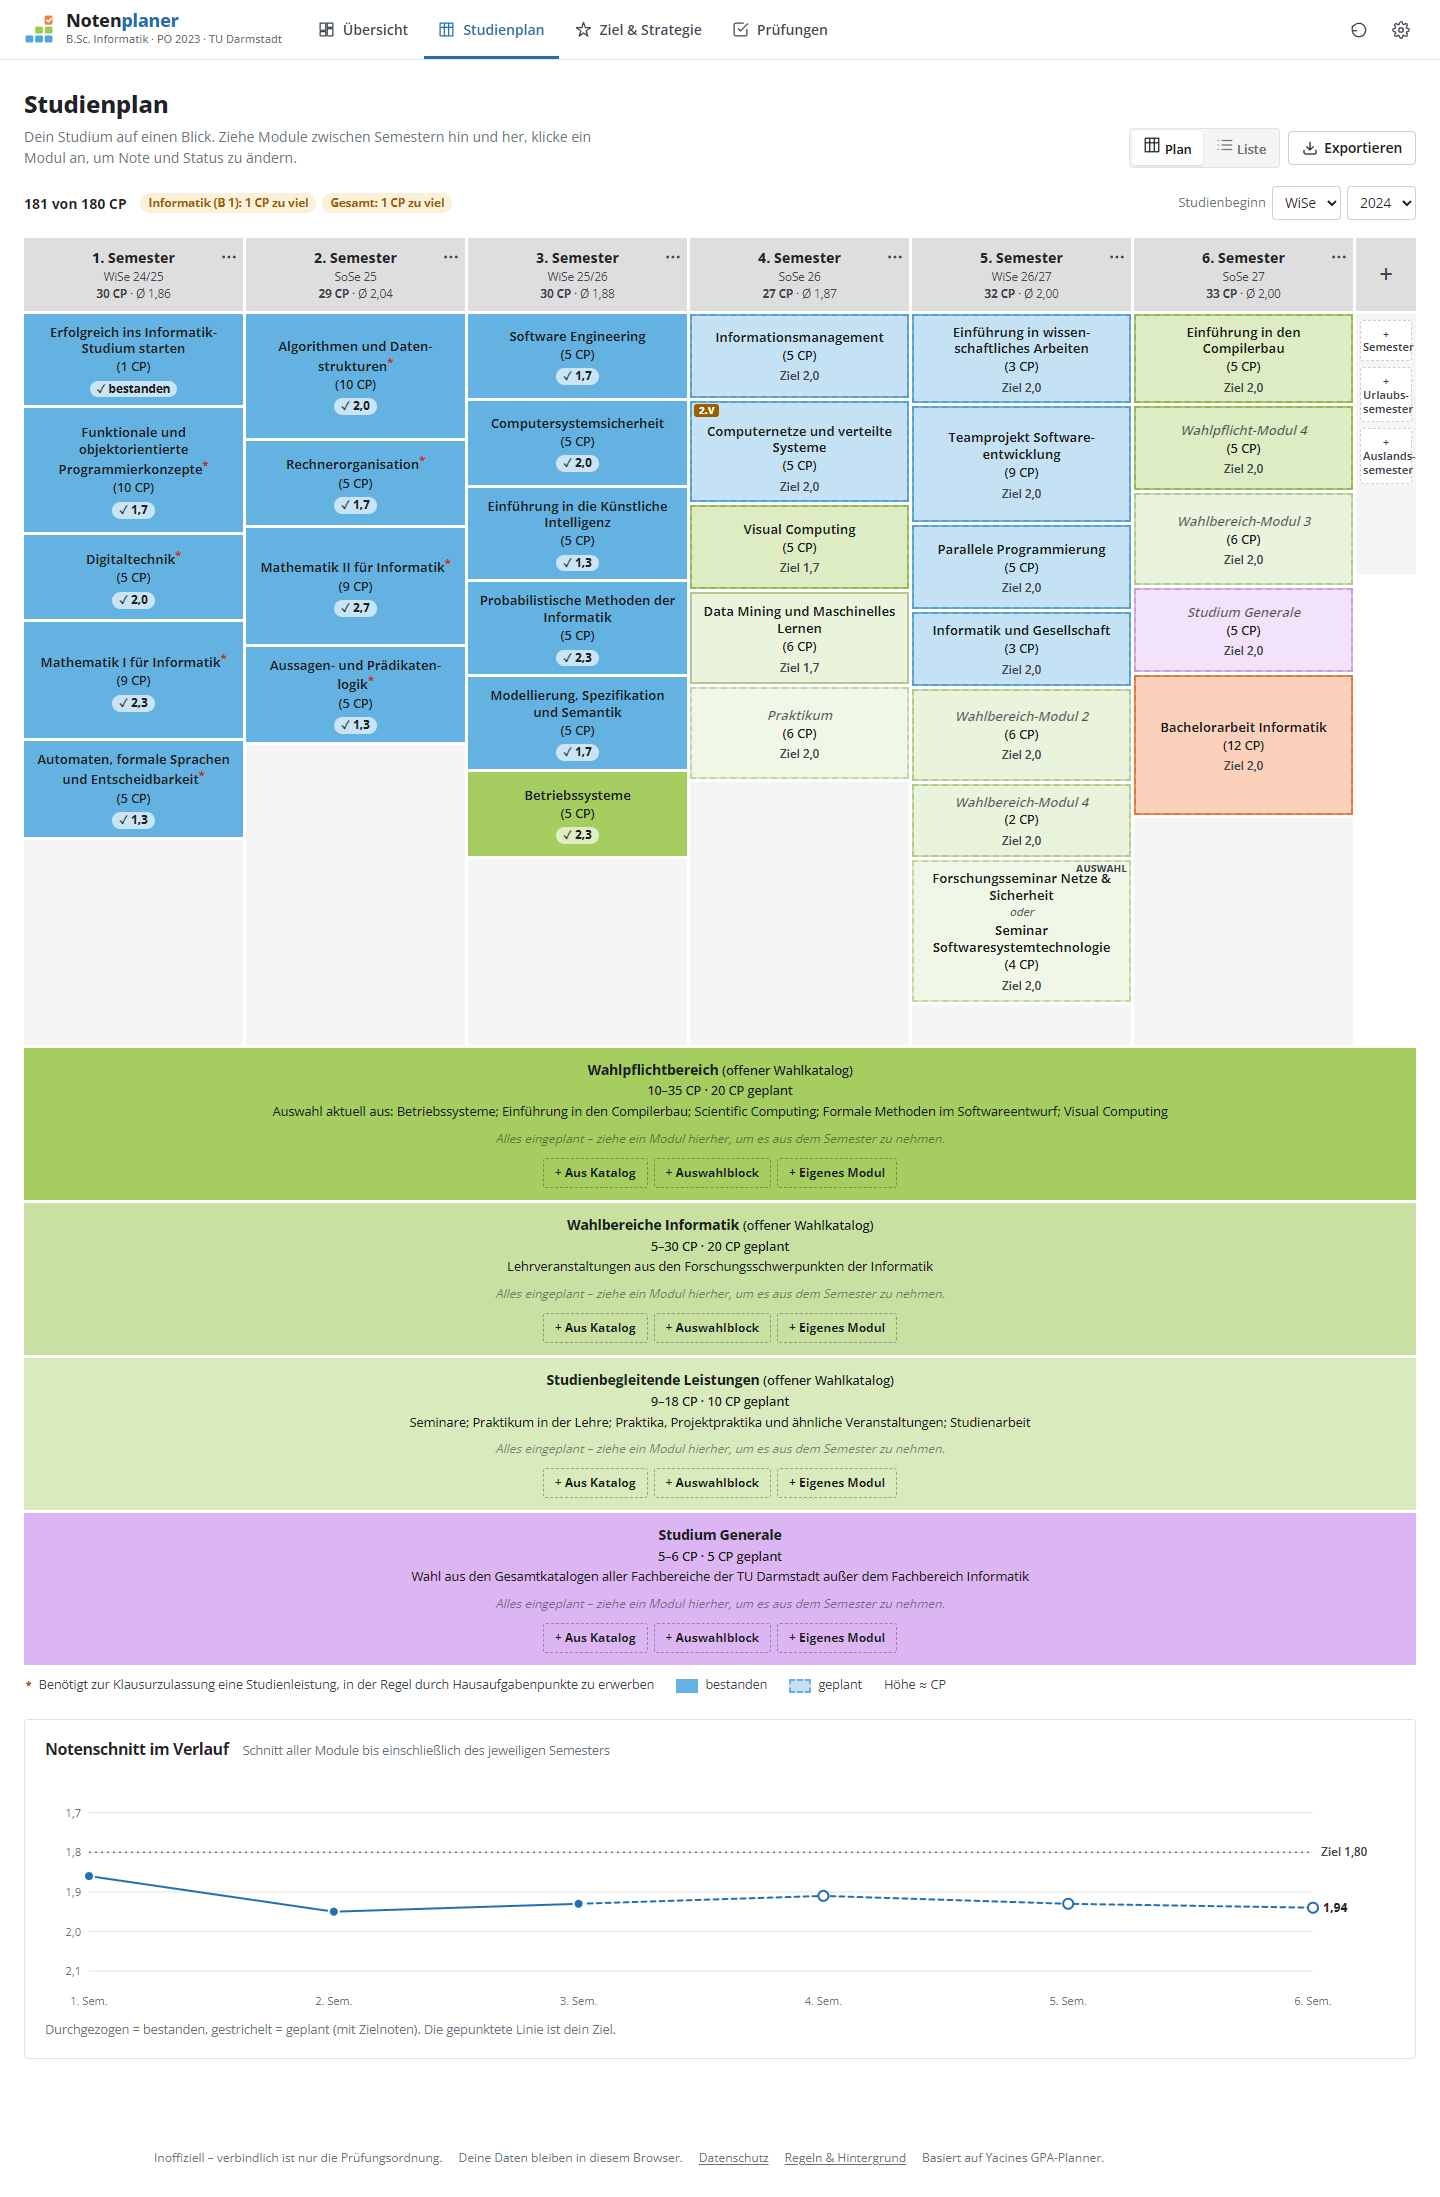 Notenplaner
B.Sc. Informatik · PO 2023 · TU Darmstadt
Übersicht
Studienplan
Ziel & Strategie
Prüfungen
Studienplan
Dein Studium auf einen Blick. Ziehe Module zwischen Semestern hin und her, klicke ein
Modul an, um Note und Status zu ändern.
Plan
Liste
Exportieren
181 von 180 CP
Informatik (B 1): 1 CP zu viel
Gesamt: 1 CP zu viel
Studienbeginn
WiSe
2024
1. Semester
WiSe 24/25
30 CP · Ø 1,86
2. Semester
SoSe 25
29 CP · Ø 2,04
3. Semester
WiSe 25/26
30 CP · Ø 1,88
4. Semester
SoSe 26
27 CP · Ø 1,87
5. Semester
WiSe 26/27
32 CP · Ø 2,00
6. Semester
SoSe 27
33 CP · Ø 2,00
+
Erfolgreich ins Informatik-
Studium starten
(1 CP)
✓ bestanden
Funktionale und
objektorientierte
Programmierkonzepte*
(10 CP)
✓ 1,7
Digitaltechnik*
(5 CP)
✓ 2,0
Mathematik I für Informatik*
(9 CP)
✓ 2,3
Automaten, formale Sprachen
und Entscheidbarkeit*
(5 CP)
✓ 1,3
Algorithmen und Daten-
strukturen*
(10 CP)
✓ 2,0
Rechnerorganisation*
(5 CP)
✓ 1,7
Mathematik II für Informatik*
(9 CP)
✓ 2,7
Aussagen- und Prädikaten-
logik*
(5 CP)
✓ 1,3
Software Engineering
(5 CP)
✓ 1,7
Computersystemsicherheit
(5 CP)
✓ 2,0
Einführung in die Künstliche
Intelligenz
(5 CP)
✓ 1,3
Probabilistische Methoden der
Informatik
(5 CP)
✓ 2,3
Modellierung, Spezifikation
und Semantik
(5 CP)
✓ 1,7
Betriebssysteme
(5 CP)
✓ 2,3
Informationsmanagement
(5 CP)
Ziel 2,0
2.V
Computernetze und verteilte
Systeme
(5 CP)
Ziel 2,0
Visual Computing
(5 CP)
Ziel 1,7
Data Mining und Maschinelles
Lernen
(6 CP)
Ziel 1,7
Praktikum
(6 CP)
Ziel 2,0
Einführung in wissen-
schaftliches Arbeiten
(3 CP)
Ziel 2,0
Teamprojekt Software-
entwicklung
(9 CP)
Ziel 2,0
Parallele Programmierung
(5 CP)
Ziel 2,0
Informatik und Gesellschaft
(3 CP)
Ziel 2,0
Wahlbereich-Modul 2
(6 CP)
Ziel 2,0
Wahlbereich-Modul 4
(2 CP)
Ziel 2,0
AUSWAHL
Forschungsseminar Netze &
Sicherheit
oder
Seminar
Softwaresystemtechnologie
(4 CP)
Ziel 2,0
Einführung in den
Compilerbau
(5 CP)
Ziel 2,0
Wahlpflicht-Modul 4
(5 CP)
Ziel 2,0
Wahlbereich-Modul 3
(6 CP)
Ziel 2,0
Studium Generale
(5 CP)
Ziel 2,0
Bachelorarbeit Informatik
(12 CP)
Ziel 2,0
+
Semester
+
Urlaubs-
semester
+
Auslands-
semester
Wahlpflichtbereich (offener Wahlkatalog)
10–35 CP · 20 CP geplant
Auswahl aktuell aus: Betriebssysteme; Einführung in den Compilerbau; Scientific Computing; Formale Methoden im Softwareentwurf; Visual Computing
Alles eingeplant – ziehe ein Modul hierher, um es aus dem Semester zu nehmen.
+ Aus Katalog
+ Auswahlblock
+ Eigenes Modul
Wahlbereiche Informatik (offener Wahlkatalog)
5–30 CP · 20 CP geplant
Lehrveranstaltungen aus den Forschungsschwerpunkten der Informatik
Alles eingeplant – ziehe ein Modul hierher, um es aus dem Semester zu nehmen.
+ Aus Katalog
+ Auswahlblock
+ Eigenes Modul
Studienbegleitende Leistungen (offener Wahlkatalog)
9–18 CP · 10 CP geplant
Seminare; Praktikum in der Lehre; Praktika, Projektpraktika und ähnliche Veranstaltungen; Studienarbeit
Alles eingeplant – ziehe ein Modul hierher, um es aus dem Semester zu nehmen.
+ Aus Katalog
+ Auswahlblock
+ Eigenes Modul
Studium Generale
5–6 CP · 5 CP geplant
Wahl aus den Gesamtkatalogen aller Fachbereiche der TU Darmstadt außer dem Fachbereich Informatik
Alles eingeplant – ziehe ein Modul hierher, um es aus dem Semester zu nehmen.
+ Aus Katalog
+ Auswahlblock
+ Eigenes Modul
* Benötigt zur Klausurzulassung eine Studienleistung, in der Regel durch Hausaufgabenpunkte zu erwerben
bestanden
geplant
Höhe ≈ CP
Notenschnitt im Verlauf
Schnitt aller Module bis einschließlich des jeweiligen Semesters
1,7
1,8
1,9
2,0
2,1
Ziel 1,80
1,94
1. Sem.
2. Sem.
3. Sem.
4. Sem.
5. Sem.
6. Sem.
Durchgezogen = bestanden, gestrichelt = geplant (mit Zielnoten). Die gepunktete Linie ist dein Ziel.
Inoffiziell – verbindlich ist nur die Prüfungsordnung.
Deine Daten bleiben in diesem Browser.
Datenschutz
Regeln & Hintergrund
Basiert auf Yacines GPA-Planner.